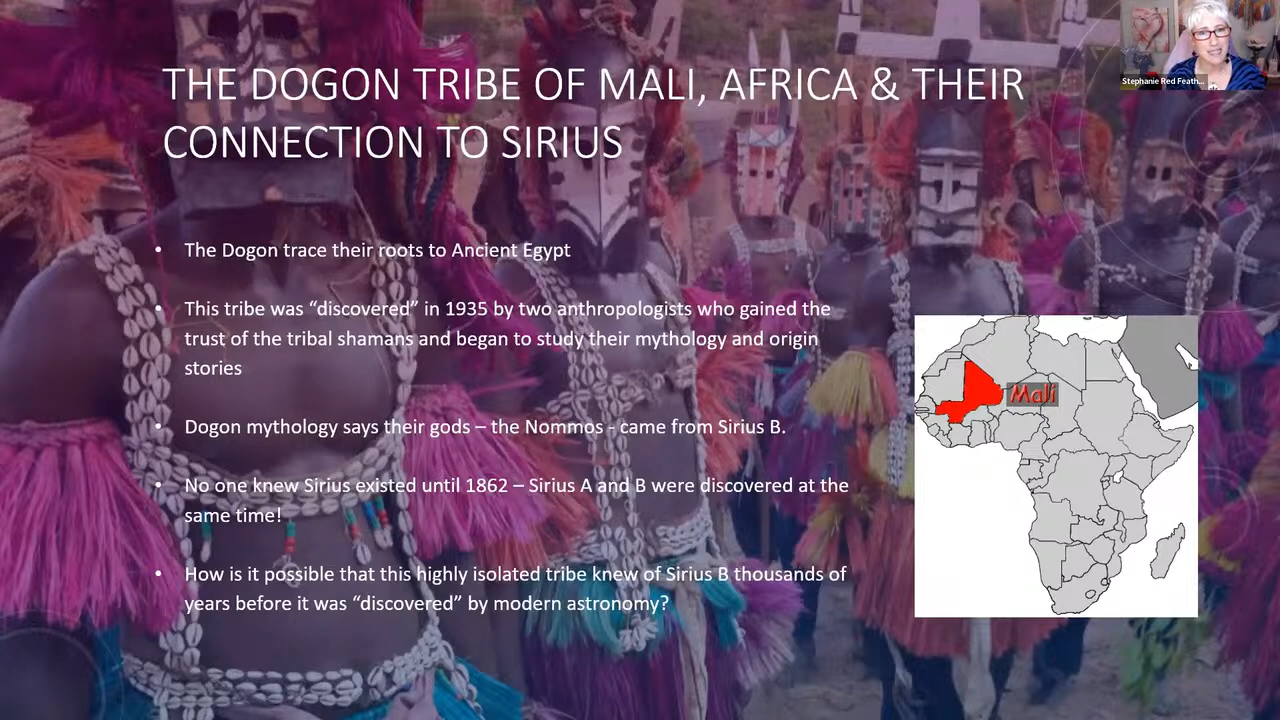 Stephanie Red Feath...
THE DOGON TRIBE OF MALI, AFRICA & THEIR
CONNECTION TO SIRIUS
• The Dogon trace their roots to Ancient Egypt
• This tribe was “discovered” in 1935 by two anthropologists who gained the
trust of the tribal shamans and began to study their mythology and origin
stories
• Dogon mythology says their gods – the Nommos - came from Sirius B.
• No one knew Sirius existed until 1862 – Sirius A and B were discovered at the
same time!
• How is it possible that this highly isolated tribe knew of Sirius B thousands of
years before it was “discovered” by modern astronomy?
Mali